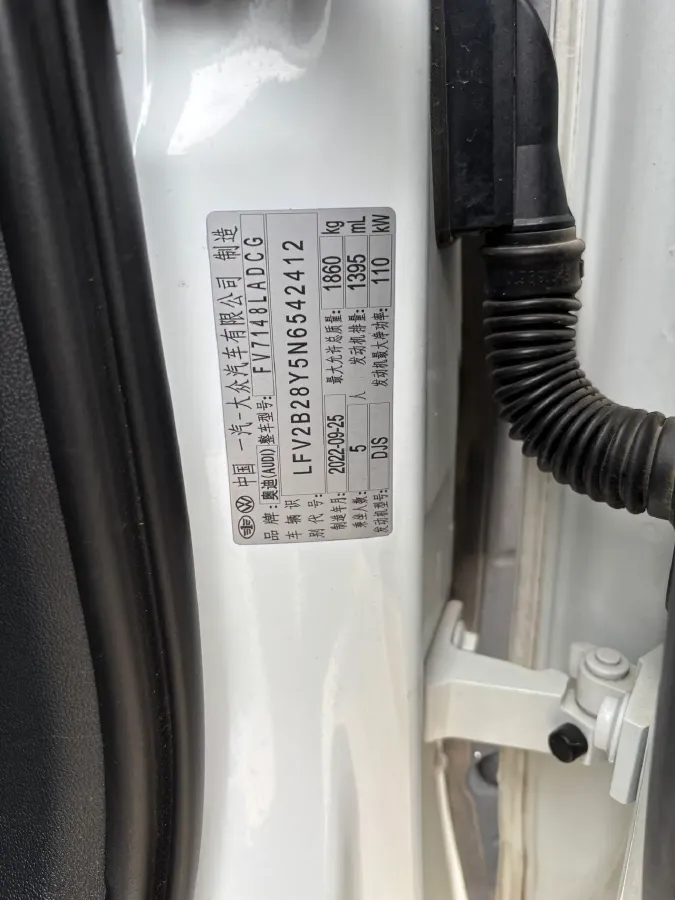 中国 一汽-大众汽车有限公司 制造
品牌: 奥迪(AUDI) 整车型号: FV7148LADCG
车辆识别代号: LFV2B28Y5N6542412
制造年月: 2022-09-25 最大允许总质量: 1860 kg
乘坐人数: 5 人 发动机排量: 1395 mL
发动机型号: DJS 发动机最大净功率: 110 kW